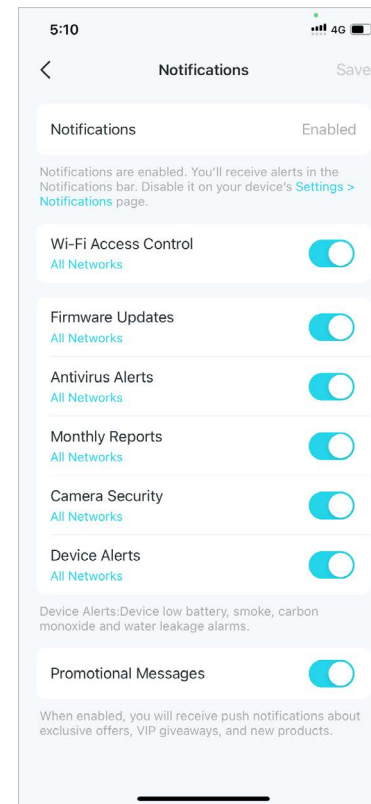 5:10
4G
Notifications
Save
Notifications
Enabled
Notifications are enabled. You'll receive alerts in the
Notifications bar. Disable it on your device's Settings >
Notifications page.
Wi-Fi Access Control
All Networks
Firmware Updates
All Networks
Antivirus Alerts
All Networks
Monthly Reports
All Networks
Camera Security
All Networks
Device Alerts
All Networks
Device Alerts:Device low battery, smoke, carbon
monoxide and water leakage alarms.
Promotional Messages
When enabled, you will receive push notifications about
exclusive offers, VIP giveaways, and new products.